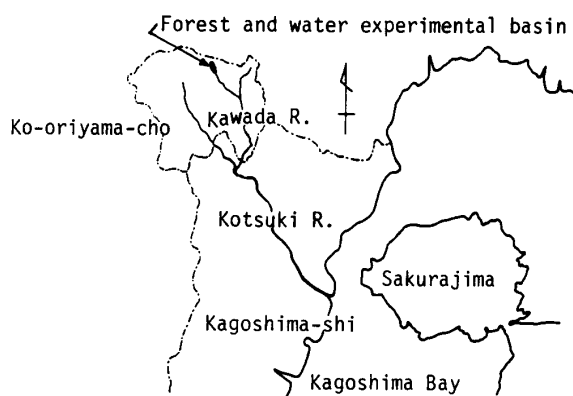 Forest and water experimental basin
Kawada R.
Ko-oriyama-cho
Kotsuki R.
Sakurajima
Kagoshima-shi
Kagoshima Bay